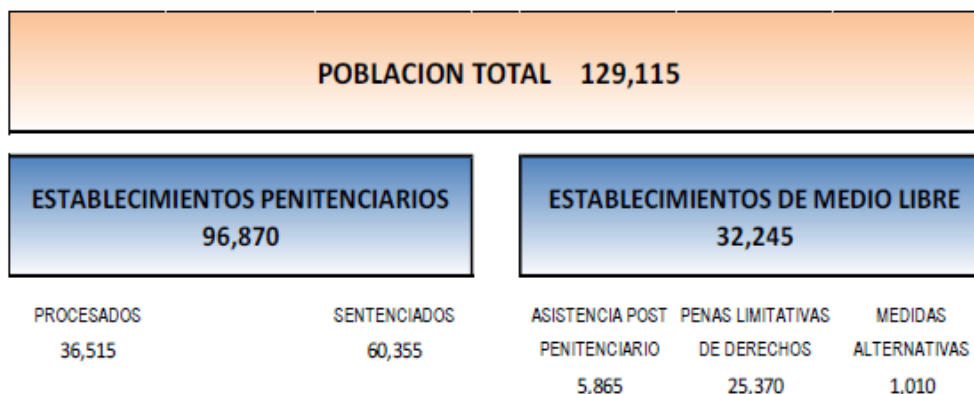 POBLACION TOTAL 129,115
ESTABLECIMIENTOS PENITENCIARIOS
96,870
ESTABLECIMIENTOS DE MEDIO LIBRE
32,245
PROCESADOS
36,515
SENTENCIADOS
60,355
ASISTENCIA POST
PENITENCIARIO
5,865
PENAS LIMITATIVAS
DE DERECHOS
25,370
MEDIDAS
ALTERNATIVAS
1,010